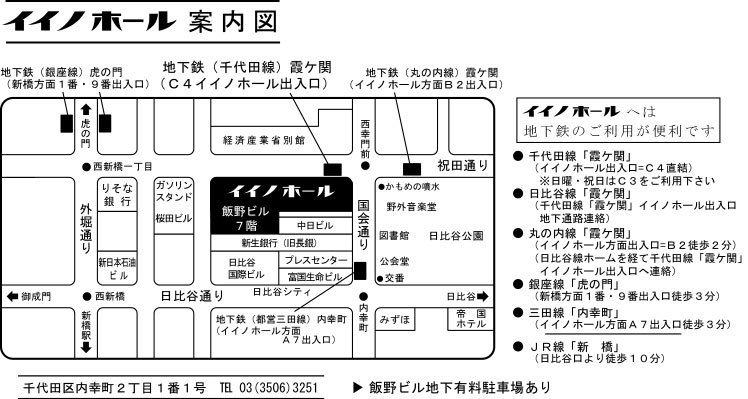 イイノホール 案内図
地下鉄（銀座線）虎の門
（新橋方面１番・９番出入口）
地下鉄（千代田線）霞ケ関
（Ｃ４イイノホール出入口）
地下鉄（丸の内線）霞ケ関
（イイノホール方面Ｂ２出入口）
虎の門
経済産業省別館
西幸門前
祝田通り
西新橋一丁目
外堀通り
りそな
銀行
ガソリン
スタンド
桜田ビル
新日本石油
ビル
イイノホール
飯野ビル
７階
中日ビル
新生銀行（旧長銀）
日比谷
国際ビル
プレスセンター
富国生命ビル
日比谷シティ
国会通り
かもめの噴水
野外音楽堂
図書館
日比谷公園
公会堂
交番
御成門
西新橋
日比谷通り
日比谷
新橋駅
地下鉄（都営三田線）内幸町
（イイノホール方面
Ａ７出入口）
内幸町
みずほ
帝国
ホテル
イイノホールへは
地下鉄のご利用が便利です
● 千代田線「霞ケ関」
（イイノホール出入口=Ｃ４直結）
※日曜・祝日はＣ３をご利用下さい
● 日比谷線「霞ケ関」
（千代田線「霞ケ関」イイノホール出入口
地下通路連絡）
● 丸の内線「霞ケ関」
（イイノホール方面出入口=Ｂ２徒歩２分）
（日比谷線ホームを経て千代田線「霞ケ関」
イイノホール出入口へ連絡）
● 銀座線「虎の門」
（新橋方面１番・９番出入口徒歩３分）
● 三田線「内幸町」
（イイノホール方面Ａ７出入口徒歩３分）
● ＪＲ線「新 橋」
（日比谷口より徒歩１０分）
千代田区内幸町２丁目１番１号 TEL 03(3506)3251
▶ 飯野ビル地下有料駐車場あり